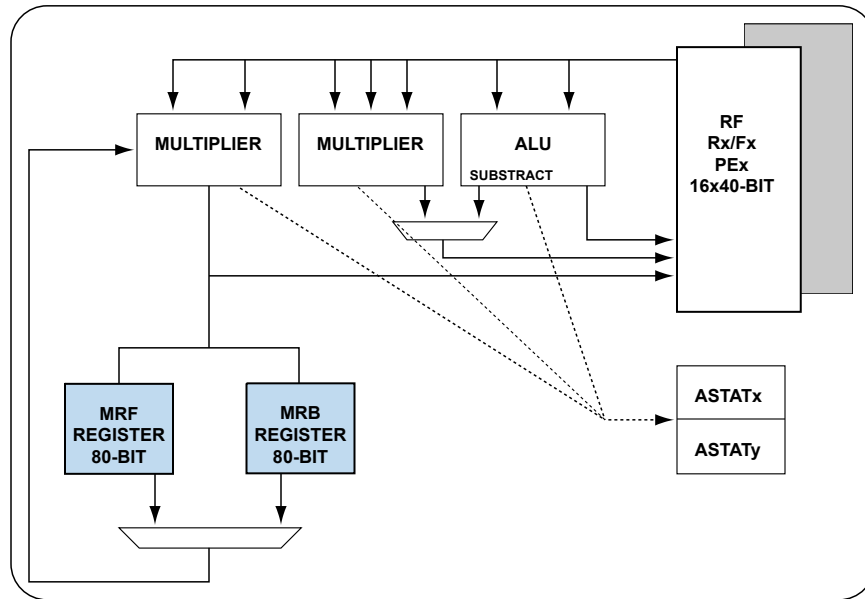 MULTIPLIER
MULTIPLIER
ALU
SUBSTRACT
RF
Rx/Fx
PEx
16x40-BIT
MRF
REGISTER
80-BIT
MRB
REGISTER
80-BIT
ASTATx
ASTATy